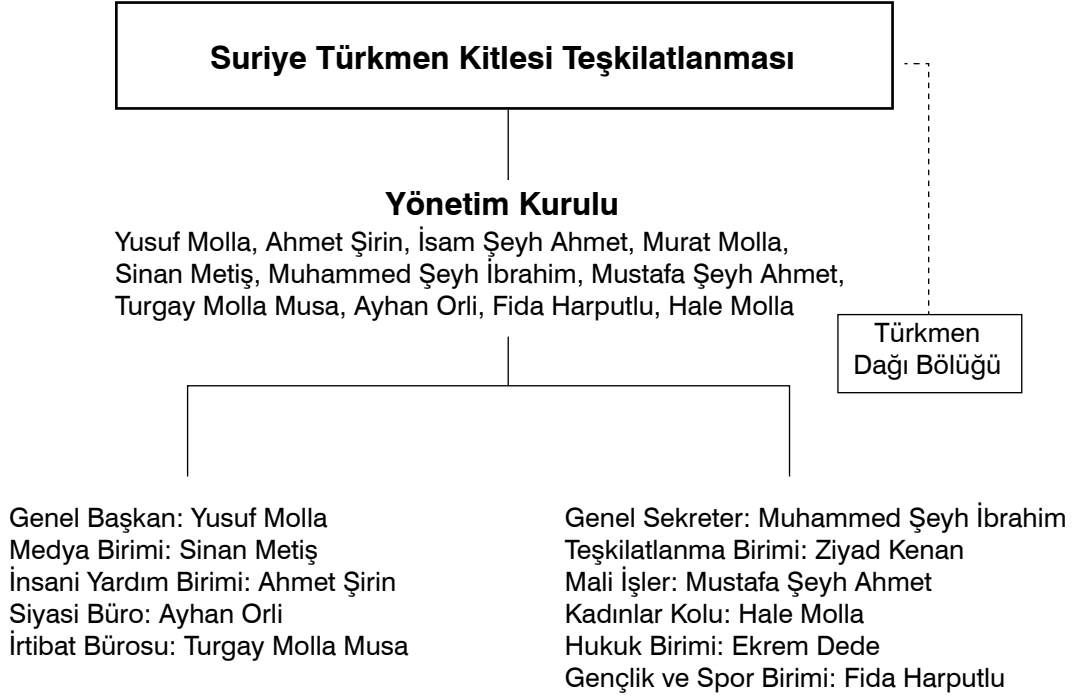 Suriye Türkmen Kitlesi Teşkilatlanması
Yönetim Kurulu
Yusuf Molla, Ahmet Şirin, İsam Şeyh Ahmet, Murat Molla,
Sinan Metiş, Muhammed Şeyh İbrahim, Mustafa Şeyh Ahmet,
Turgay Molla Musa, Ayhan Orli, Fida Harputlu, Hale Molla
Türkmen
Dağı Bölüğü
Genel Başkan: Yusuf Molla
Medya Birimi: Sinan Metiş
İnsani Yardım Birimi: Ahmet Şirin
Siyasi Büro: Ayhan Orli
İrtibat Bürosu: Turgay Molla Musa
Genel Sekreter: Muhammed Şeyh İbrahim
Teşkilatlanma Birimi: Ziyad Kenan
Mali İşler: Mustafa Şeyh Ahmet
Kadınlar Kolu: Hale Molla
Hukuk Birimi: Ekrem Dede
Gençlik ve Spor Birimi: Fida Harputlu